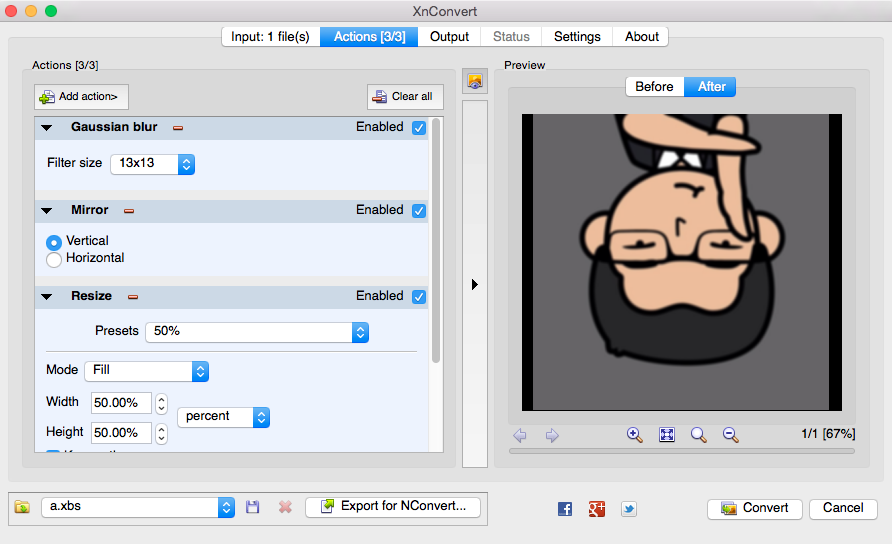 XnConvert
Input: 1 file(s) Actions [3/3] Output Status Settings About
Actions [3/3]
Add action>
Clear all
Gaussian blur Enabled
Filter size 13x13
Mirror Enabled
Vertical
Horizontal
Resize Enabled
Presets 50%
Mode Fill
Width 50.00%
percent
Height 50.00%
Preview
Before After
1/1 [67%]
a.xbs
Export for NConvert...
Convert
Cancel